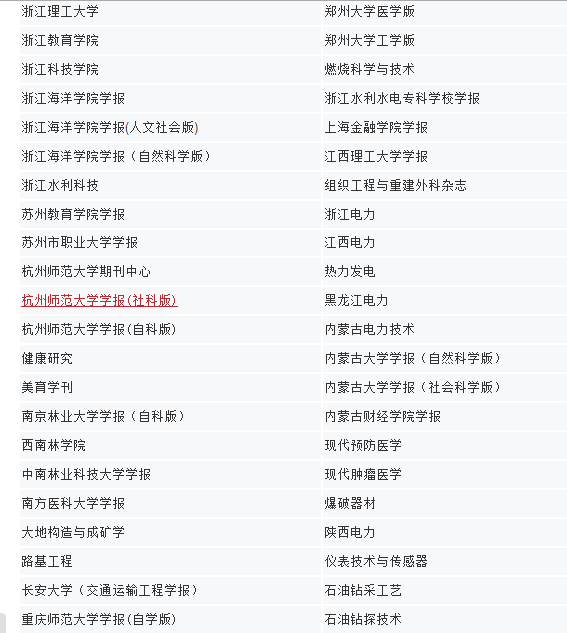 浙江理工大学
郑州大学医学版
浙江教育学院
郑州大学工学版
浙江科技学院
燃烧科学与技术
浙江海洋学院学报
浙江水利水电专科学校学报
浙江海洋学院学报(人文社会版)
上海金融学院学报
浙江海洋学院学报（自然科学版）
江西理工大学学报
浙江水利科技
组织工程与重建外科杂志
苏州教育学院学报
浙江电力
苏州市职业大学学报
江西电力
杭州师范大学期刊中心
热力发电
杭州师范大学学报(社科版)
黑龙江电力
杭州师范大学学报(自科版)
内蒙古电力技术
健康研究
内蒙古大学学报（自然科学版）
美育学刊
内蒙古大学学报（社会科学版）
南京林业大学学报（自科版）
内蒙古财经学院学报
西南林学院
现代预防医学
中南林业科技大学学报
现代肿瘤医学
南方医科大学学报
爆破器材
大地构造与成矿学
陕西电力
路基工程
仪表技术与传感器
长安大学（交通运输工程学报）
石油钻采工艺
重庆师范大学学报(自学版)
石油钻探技术